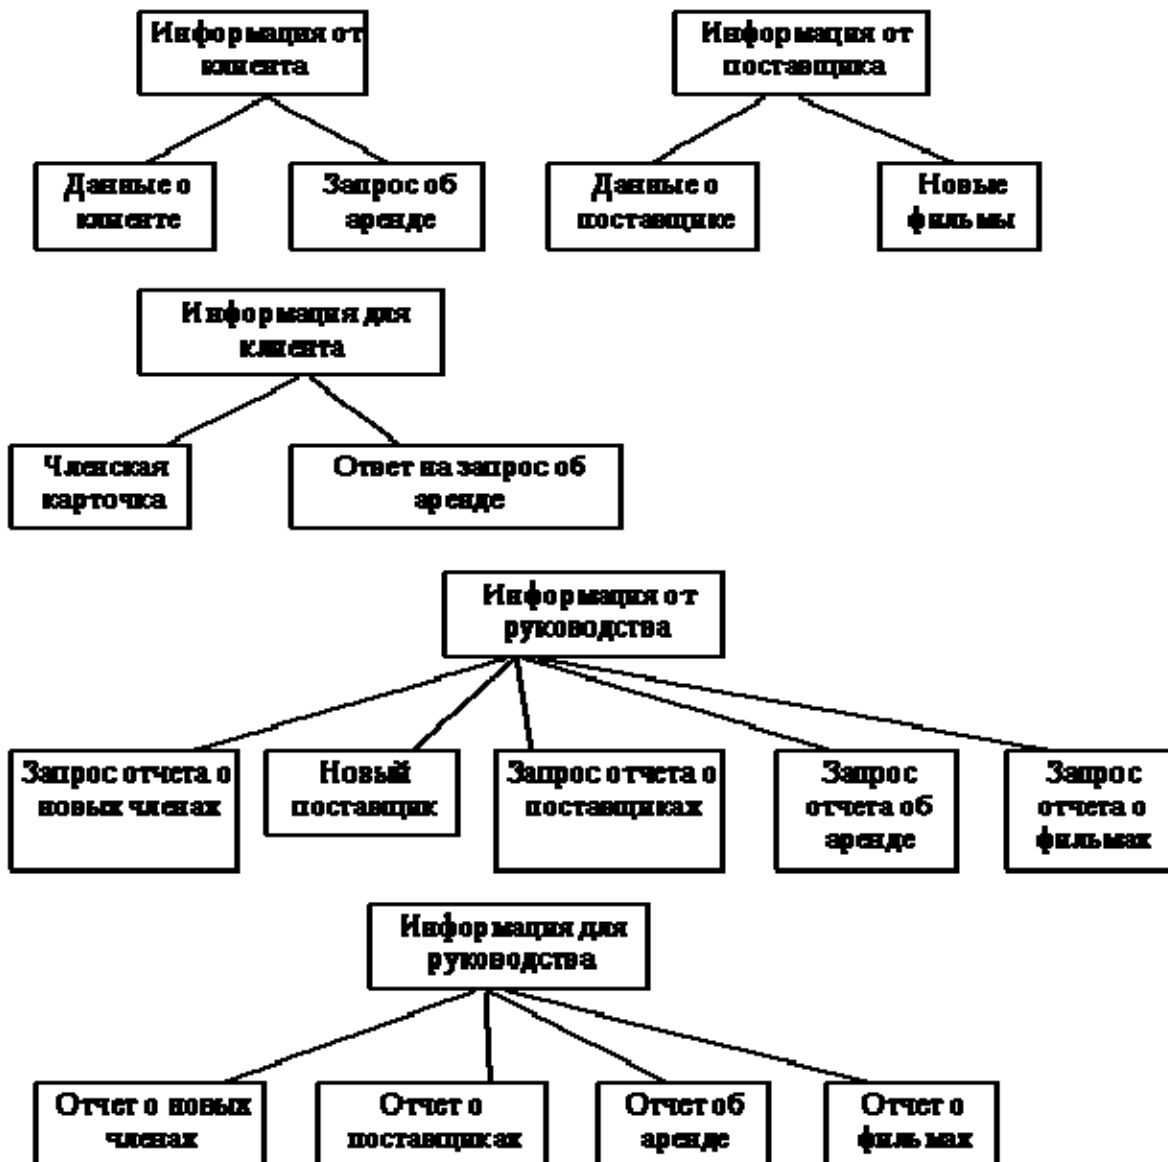 Информация от
клиента
Информация от
поставщика
Данные о
клиенте
Запрос об
аренде
Данные о
поставщике
Новые
фильмы
Информация для
клиента
Членская
карточка
Ответ на запрос об
аренде
Информация от
руководства
Запрос отчета о
новых членах
Новый
поставщик
Запрос отчета о
поставщиках
Запрос
отчета об
аренде
Запрос
отчета о
фильмах
Информация для
руководства
Отчет о новых
членах
Отчет о
поставщиках
Отчет об
аренде
Отчет о
фильмах